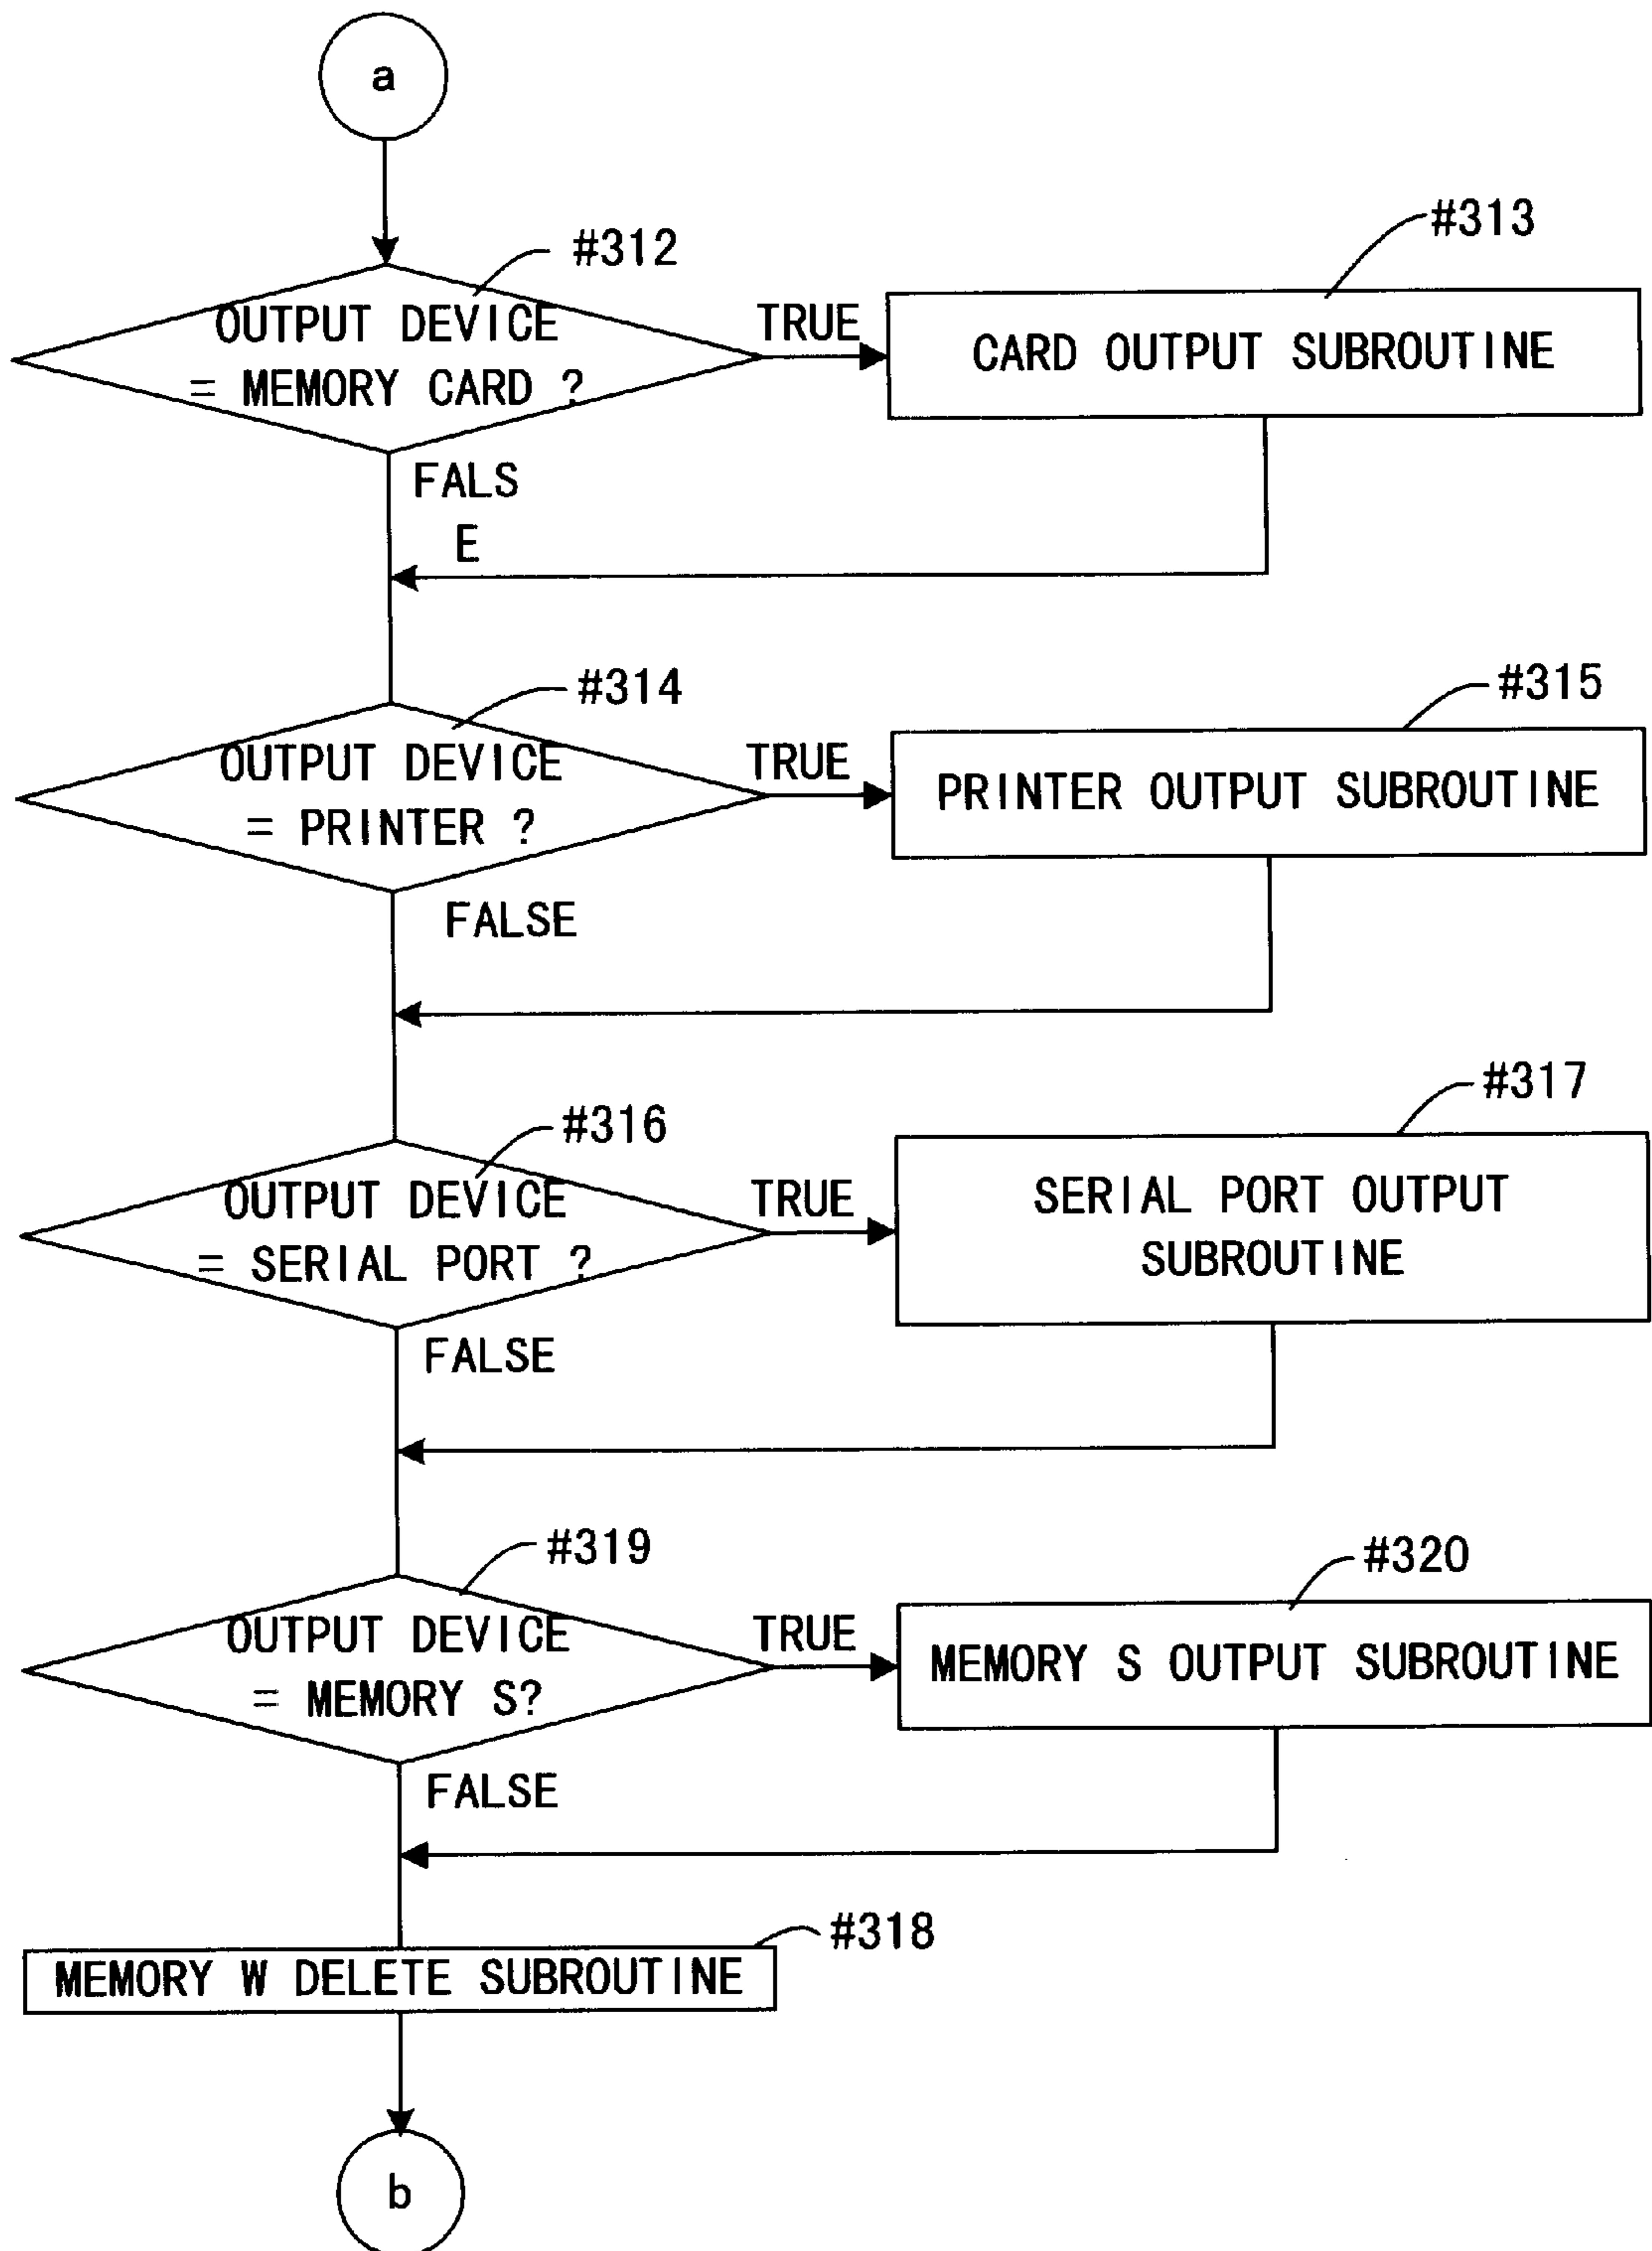 a
#312
OUTPUT DEVICE
= MEMORY CARD ?
TRUE
#313
CARD OUTPUT SUBROUTINE
FALS
E
#314
OUTPUT DEVICE
= PRINTER ?
TRUE
#315
PRINTER OUTPUT SUBROUTINE
FALSE
#316
OUTPUT DEVICE
= SERIAL PORT ?
TRUE
#317
SERIAL PORT OUTPUT
SUBROUTINE
FALSE
#319
OUTPUT DEVICE
= MEMORY S?
TRUE
#320
MEMORY S OUTPUT SUBROUTINE
FALSE
#318
MEMORY W DELETE SUBROUTINE
b